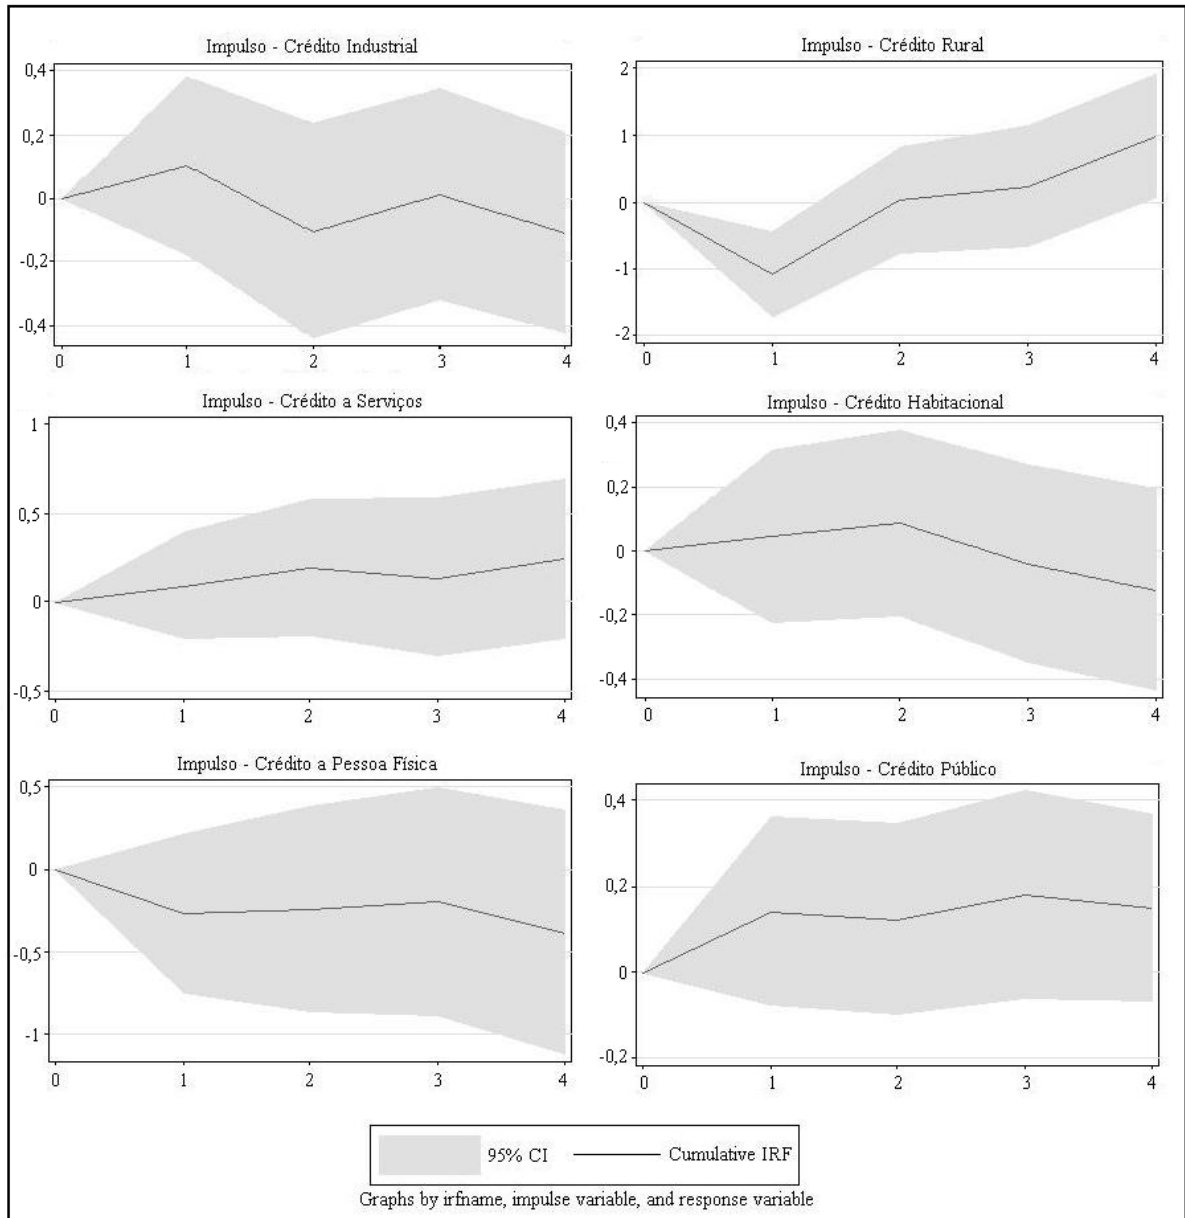 Impulso - Crédito Industrial
0,4
0,2
0
-0,2
-0,4
0 1 2 3 4
Impulso - Crédito Rural
2
1
0
-1
-2
0 1 2 3 4
Impulso - Crédito a Serviços
1
0,5
0
-0,5
0 1 2 3 4
Impulso - Crédito Habitacional
0,4
0,2
0
-0,2
-0,4
0 1 2 3 4
Impulso - Crédito a Pessoa Física
0,5
0
-0,5
-1
0 1 2 3 4
Impulso - Crédito Público
0,4
0,2
0
-0,2
0 1 2 3 4
95% CI Cumulative IRF
Graphs by irfname, impulse variable, and response variable